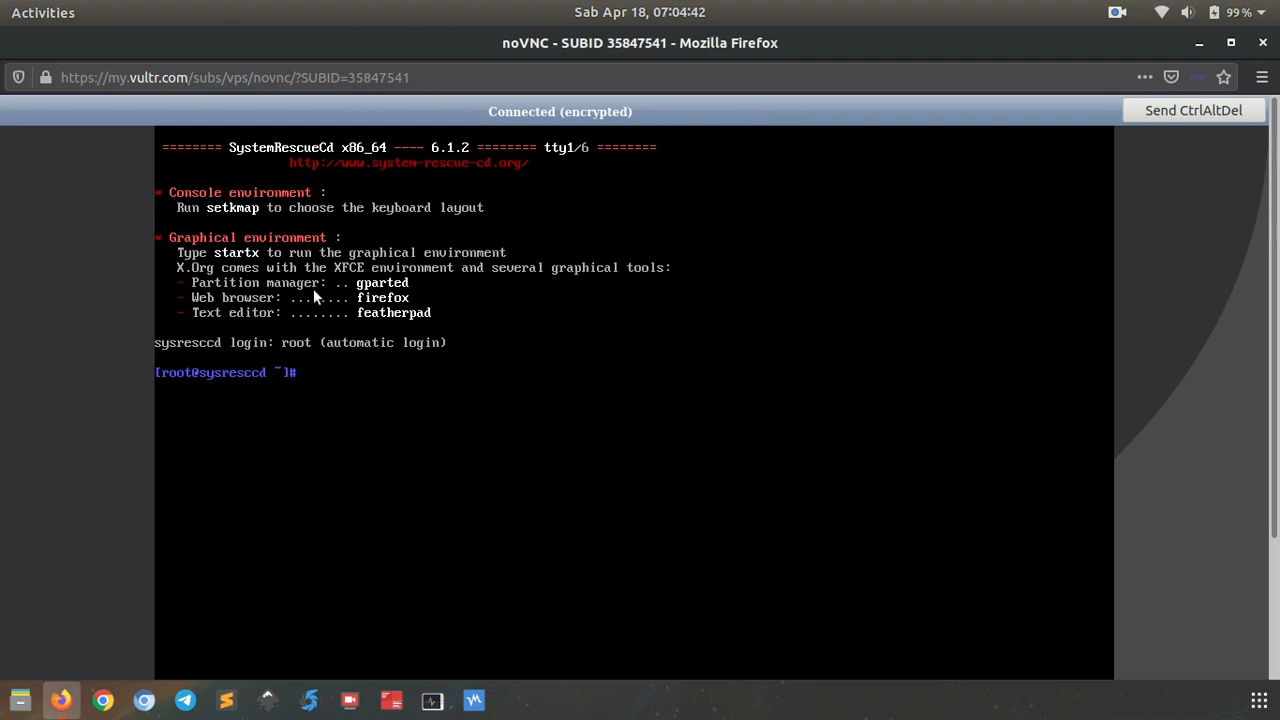 Activities
Sab Apr 18, 07:04:42
99 %
noVNC - SUBID 35847541 - Mozilla Firefox
https://my.vultr.com/subs/vps/novnc/?SUBID=35847541
Connected (encrypted)
Send CtrlAltDel
======== SystemRescueCd x86_64 ---- 6.1.2 ======== tty1/6 ========
http://www.system-rescue-cd.org/
* Console environment :
Run setkmap to choose the keyboard layout
* Graphical environment :
Type startx to run the graphical environment
X.Org comes with the XFCE environment and several graphical tools:
- Partition manager: .. gparted
- Web browser: ........ firefox
- Text editor: ........ featherpad
sysresccd login: root (automatic login)
[root@sysresccd ~]#